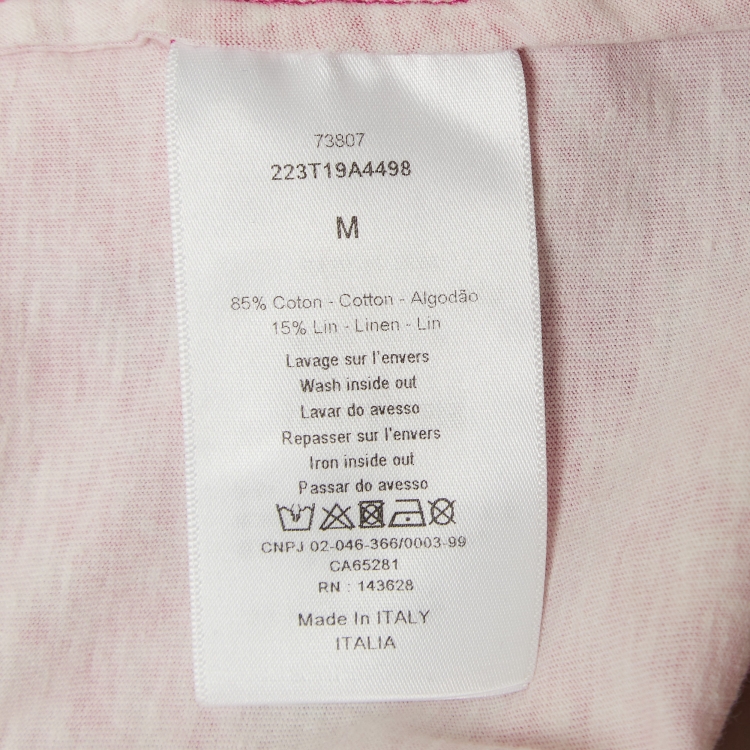 73807
223T19A4498
M
85% Coton - Cotton - Algodão
15% Lin - Linen - Lin
Lavage sur l'envers
Wash inside out
Lavar do avesso
Repasser sur l'envers
Iron inside out
Passar do avesso
CNPJ 02-046-366/0003-99
CA65281
RN : 143628
Made In ITALY
ITALIA